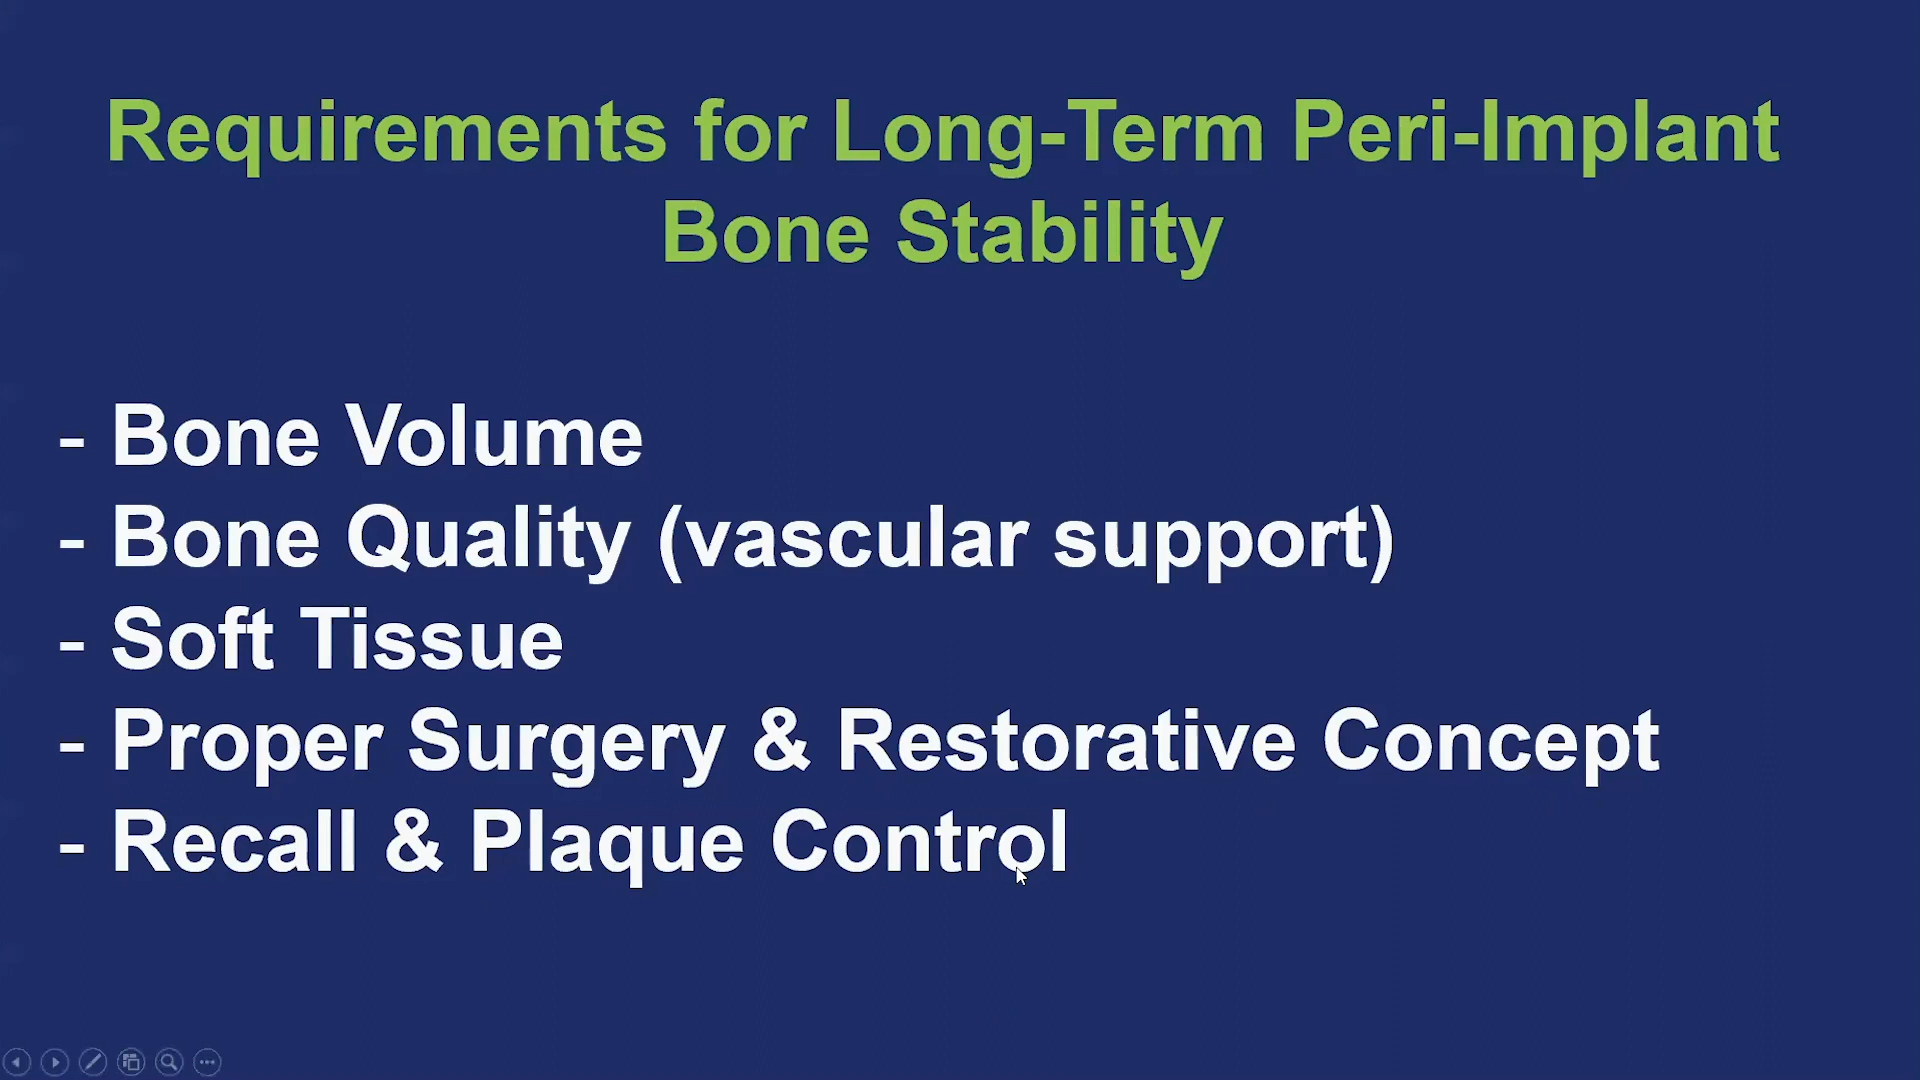 Requirements for Long-Term Peri-Implant
Bone Stability
- Bone Volume
- Bone Quality (vascular support)
- Soft Tissue
- Proper Surgery & Restorative Concept
- Recall & Plaque Control